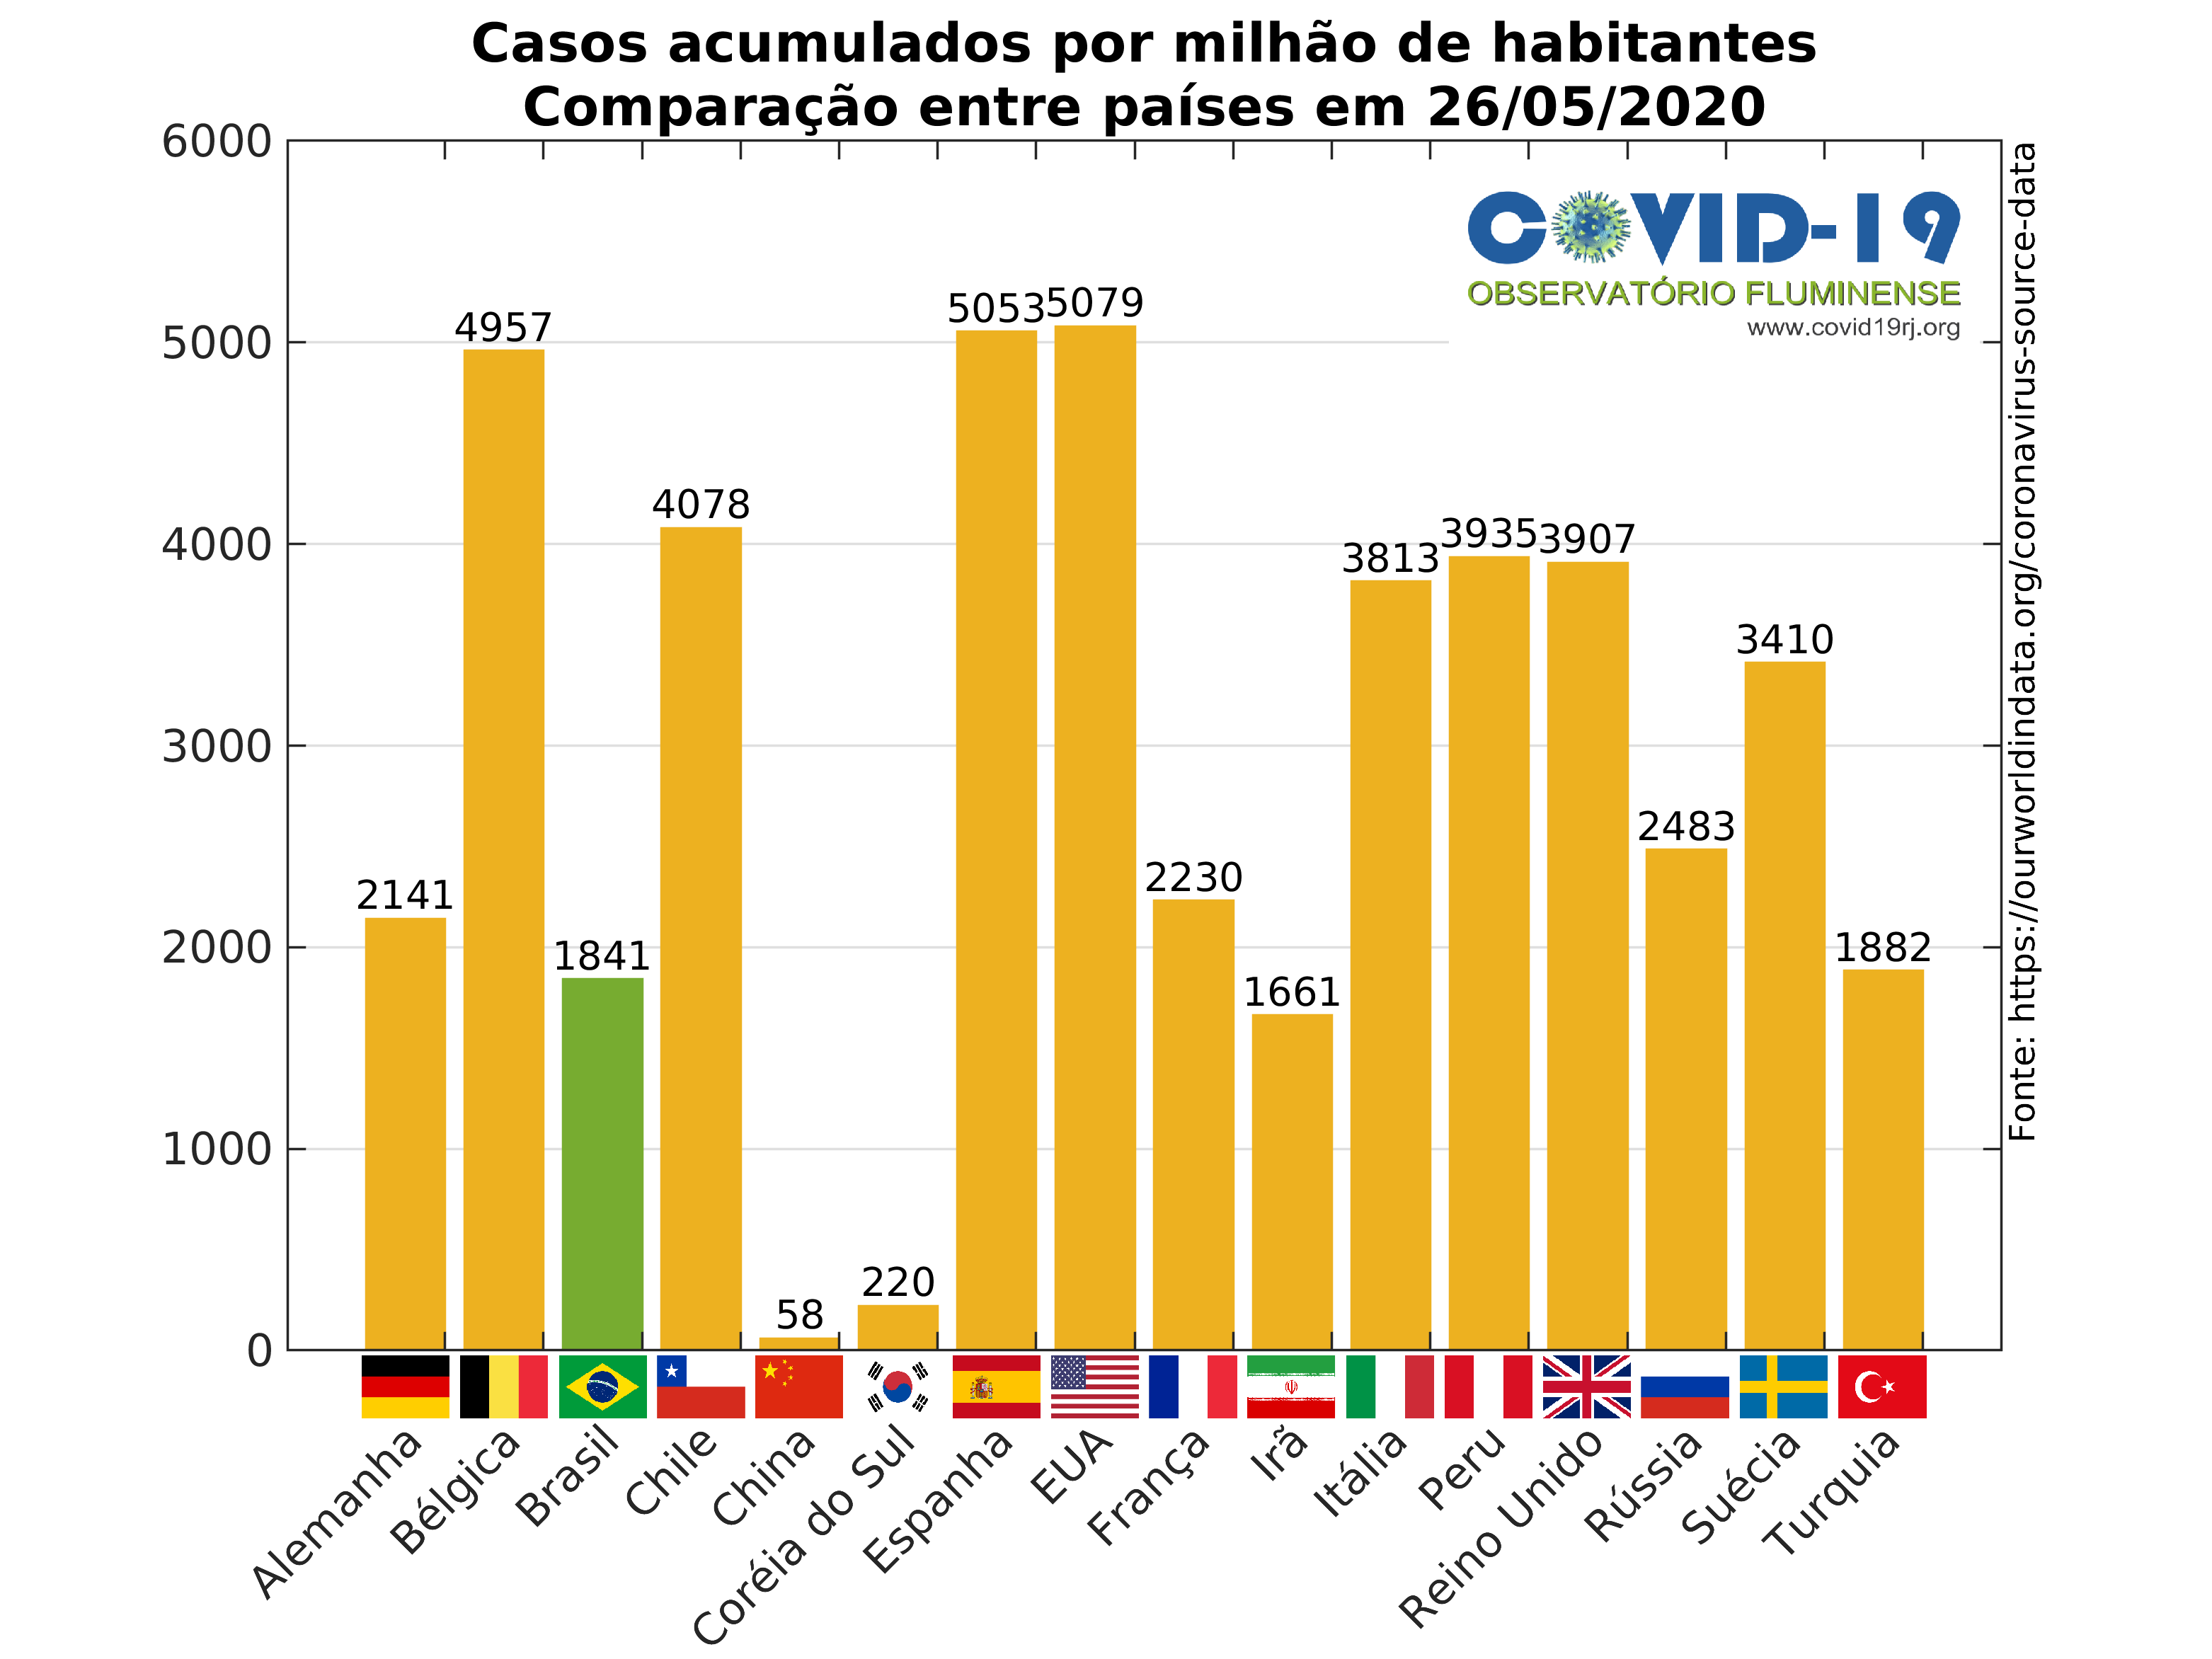 Casos acumulados por milhão de habitantes
Comparação entre países em 26/05/2020
6000
5000
4000
3000
2000
1000
0
COVID-19
OBSERVATÓRIO FLUMINENSE
www.covid19rj.org
Fonte: https://ourworldindata.org/coronavirus-source-data
2141
4957
1841
4078
58
220
5053
5079
2230
1661
3813
3935
3907
2483
3410
1882
Alemanha
Bélgica
Brasil
Chile
China
Coréia do Sul
Espanha
EUA
França
Irã
Itália
Peru
Reino Unido
Rússia
Suécia
Turquia